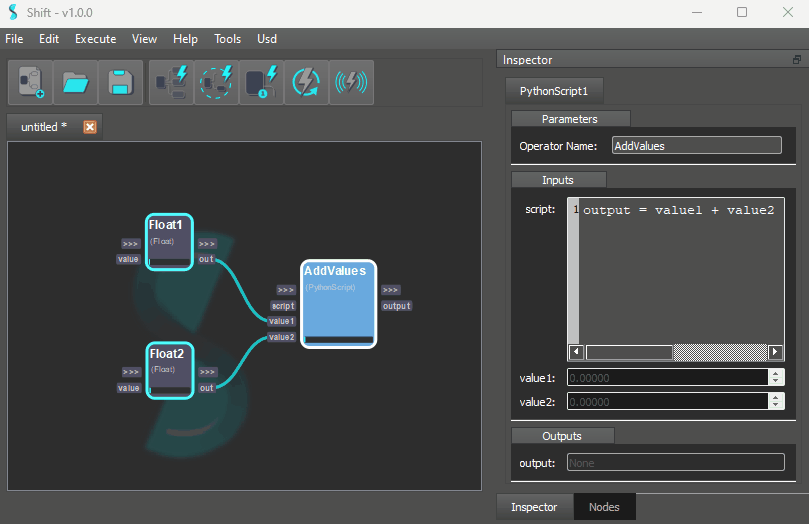 Shift - v1.0.0
File Edit Execute View Help Tools Usd
untitled *
Float1
(Float)
>>> >>>
value out
AddValues
(PythonScript)
>>> >>>
script output
value1
value2
Float2
(Float)
>>> >>>
value out
Inspector
PythonScript1
Parameters
Operator Name: AddValues
Inputs
script: 1 output = value1 + value2
value1: 0.00000
value2: 0.00000
Outputs
output: None
Inspector Nodes